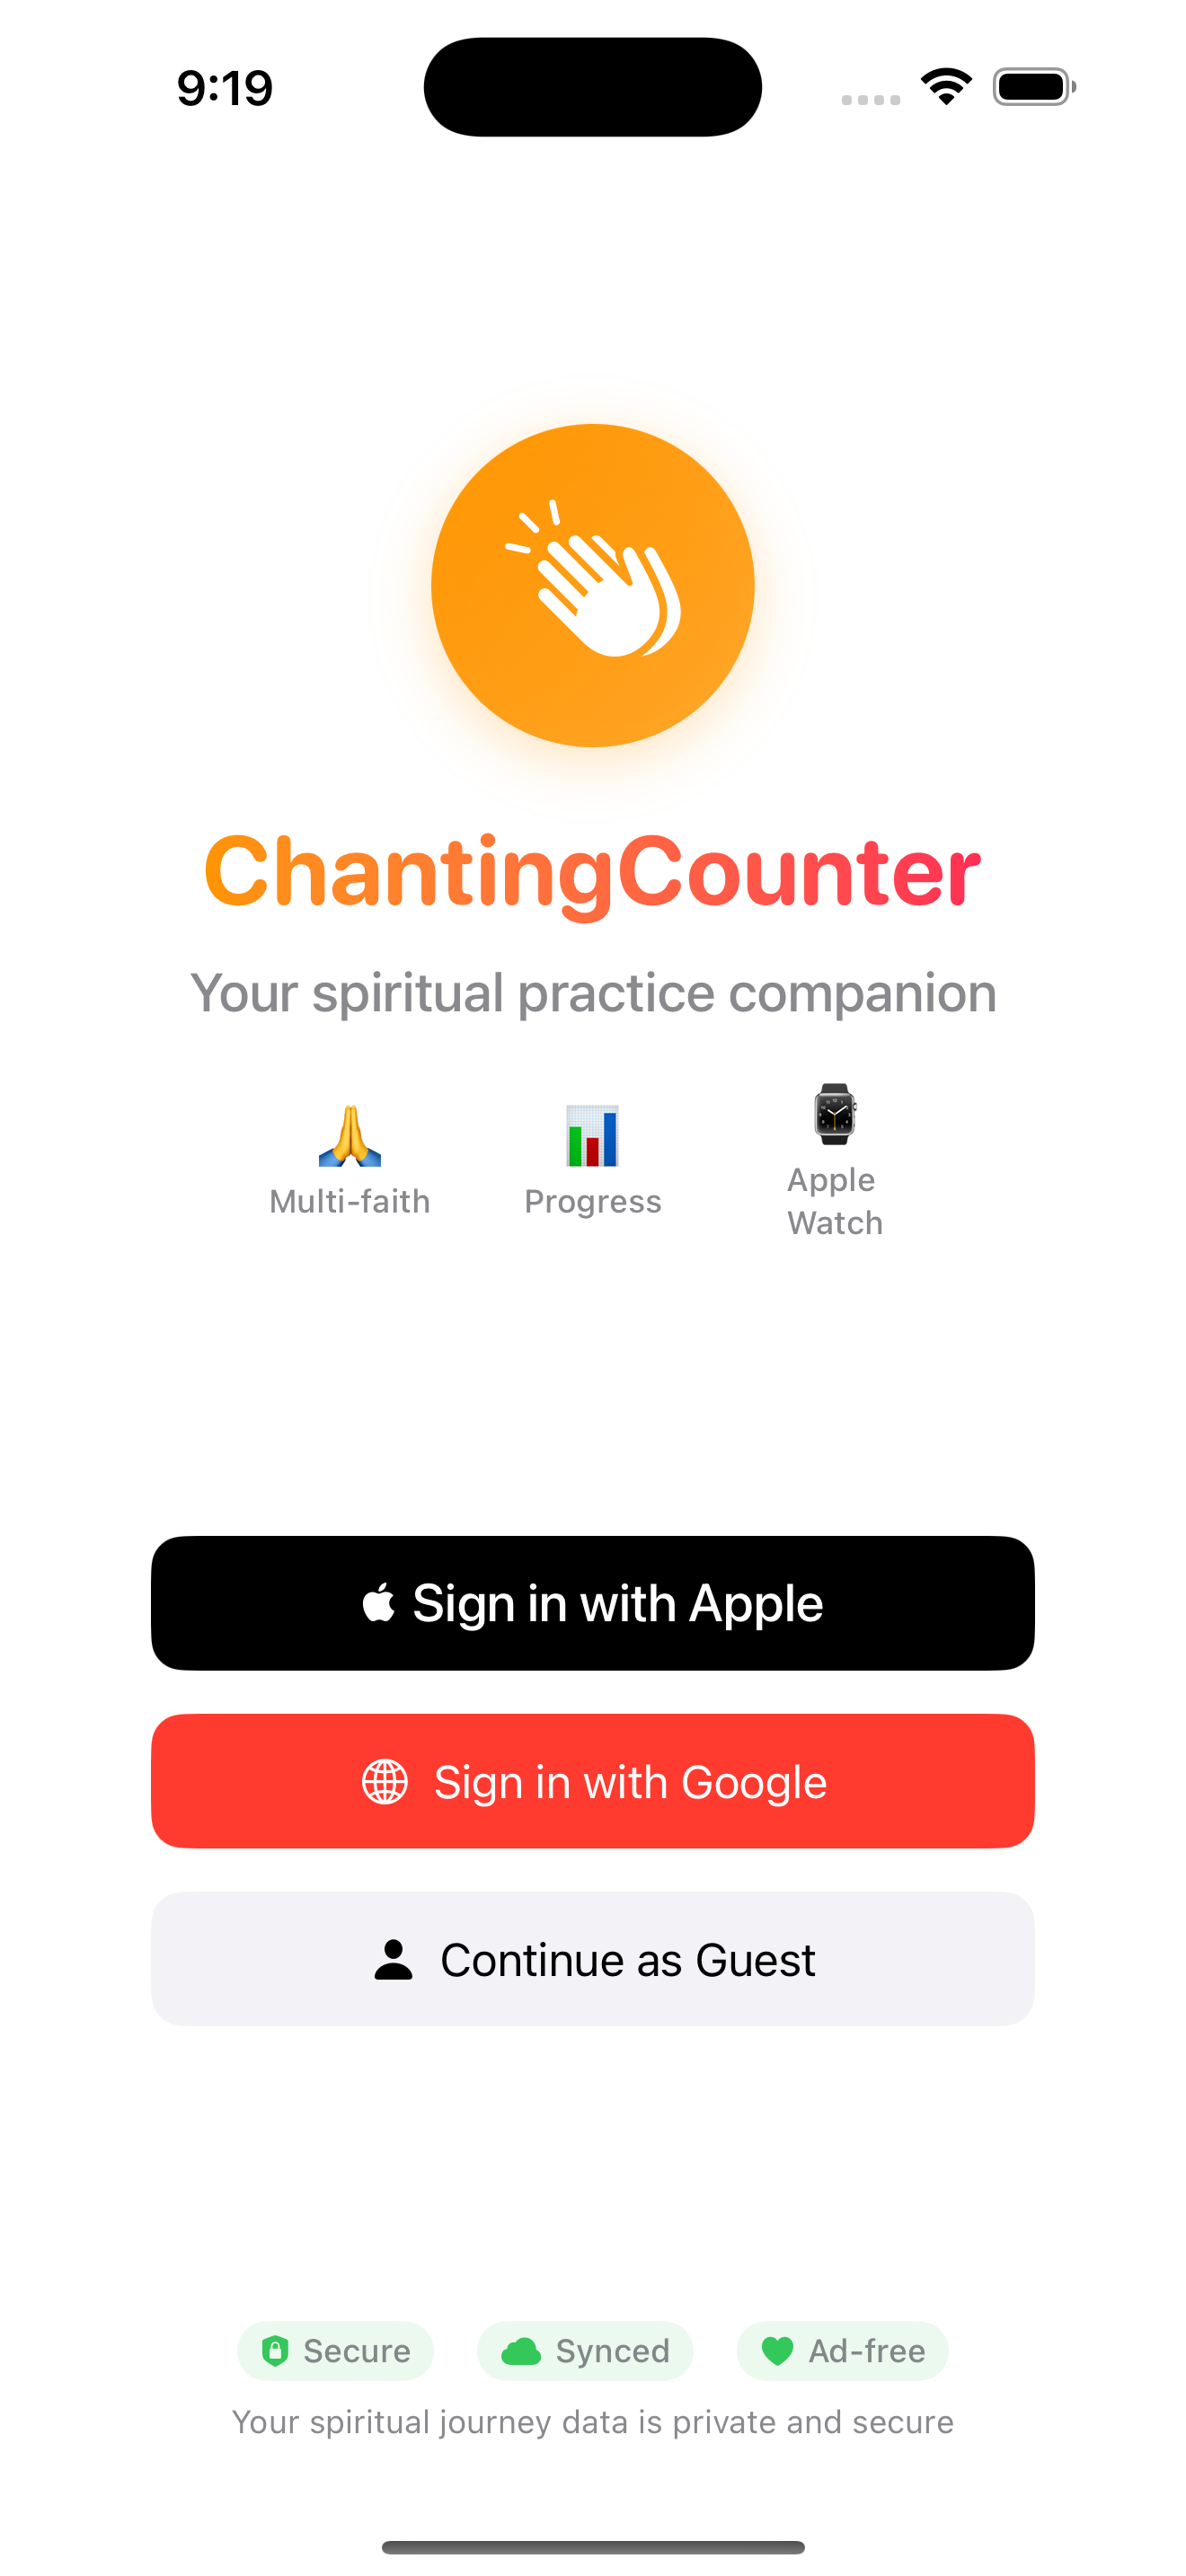 9:19
ChantingCounter
Your spiritual practice companion
Multi-faith
Progress
Apple
Watch
Sign in with Apple
Sign in with Google
Continue as Guest
Secure
Synced
Ad-free
Your spiritual journey data is private and secure